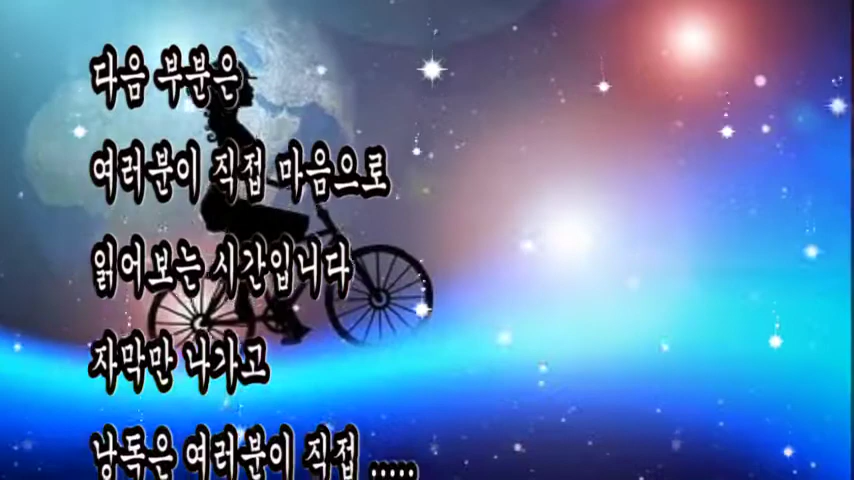 다음 부분은
여러분이 직접 마음으로
읽어보는 시간입니다
자막만 나가고
낭독은 여러분이 직접 .....